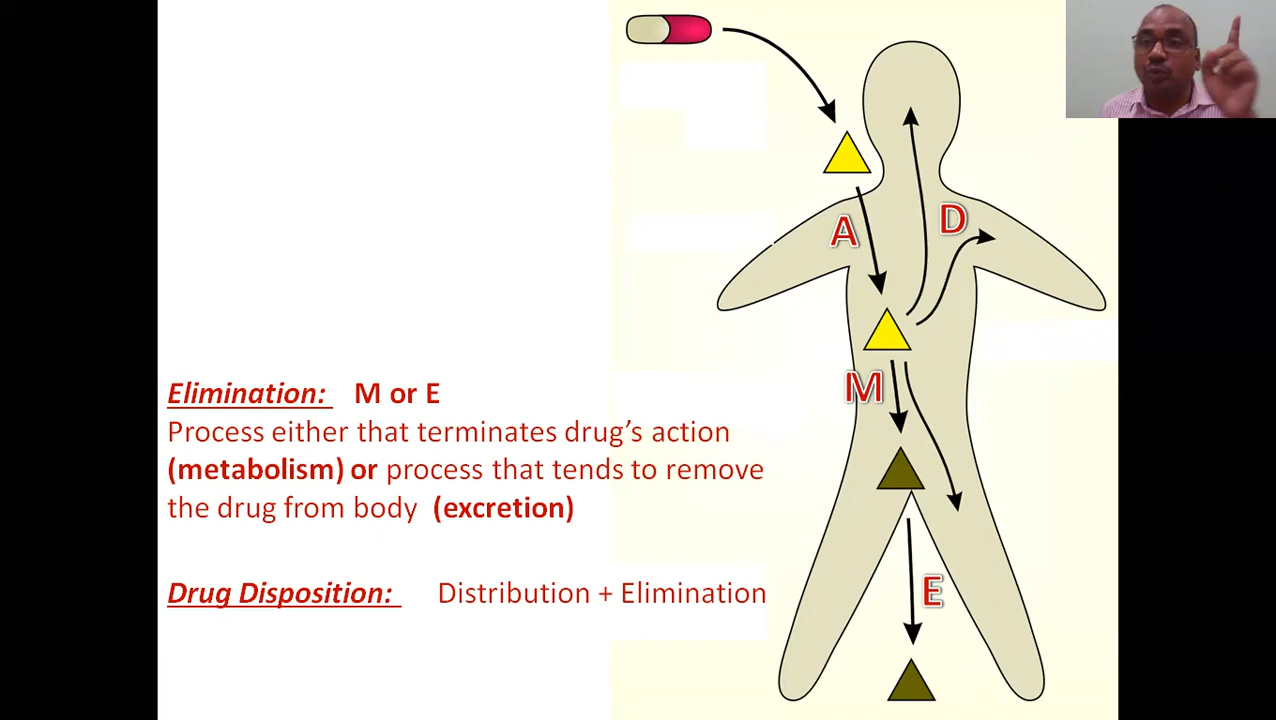 A
D
M
E
Elimination: M or E
Process either that terminates drug’s action
(metabolism) or process that tends to remove
the drug from body (excretion)
Drug Disposition: Distribution + Elimination